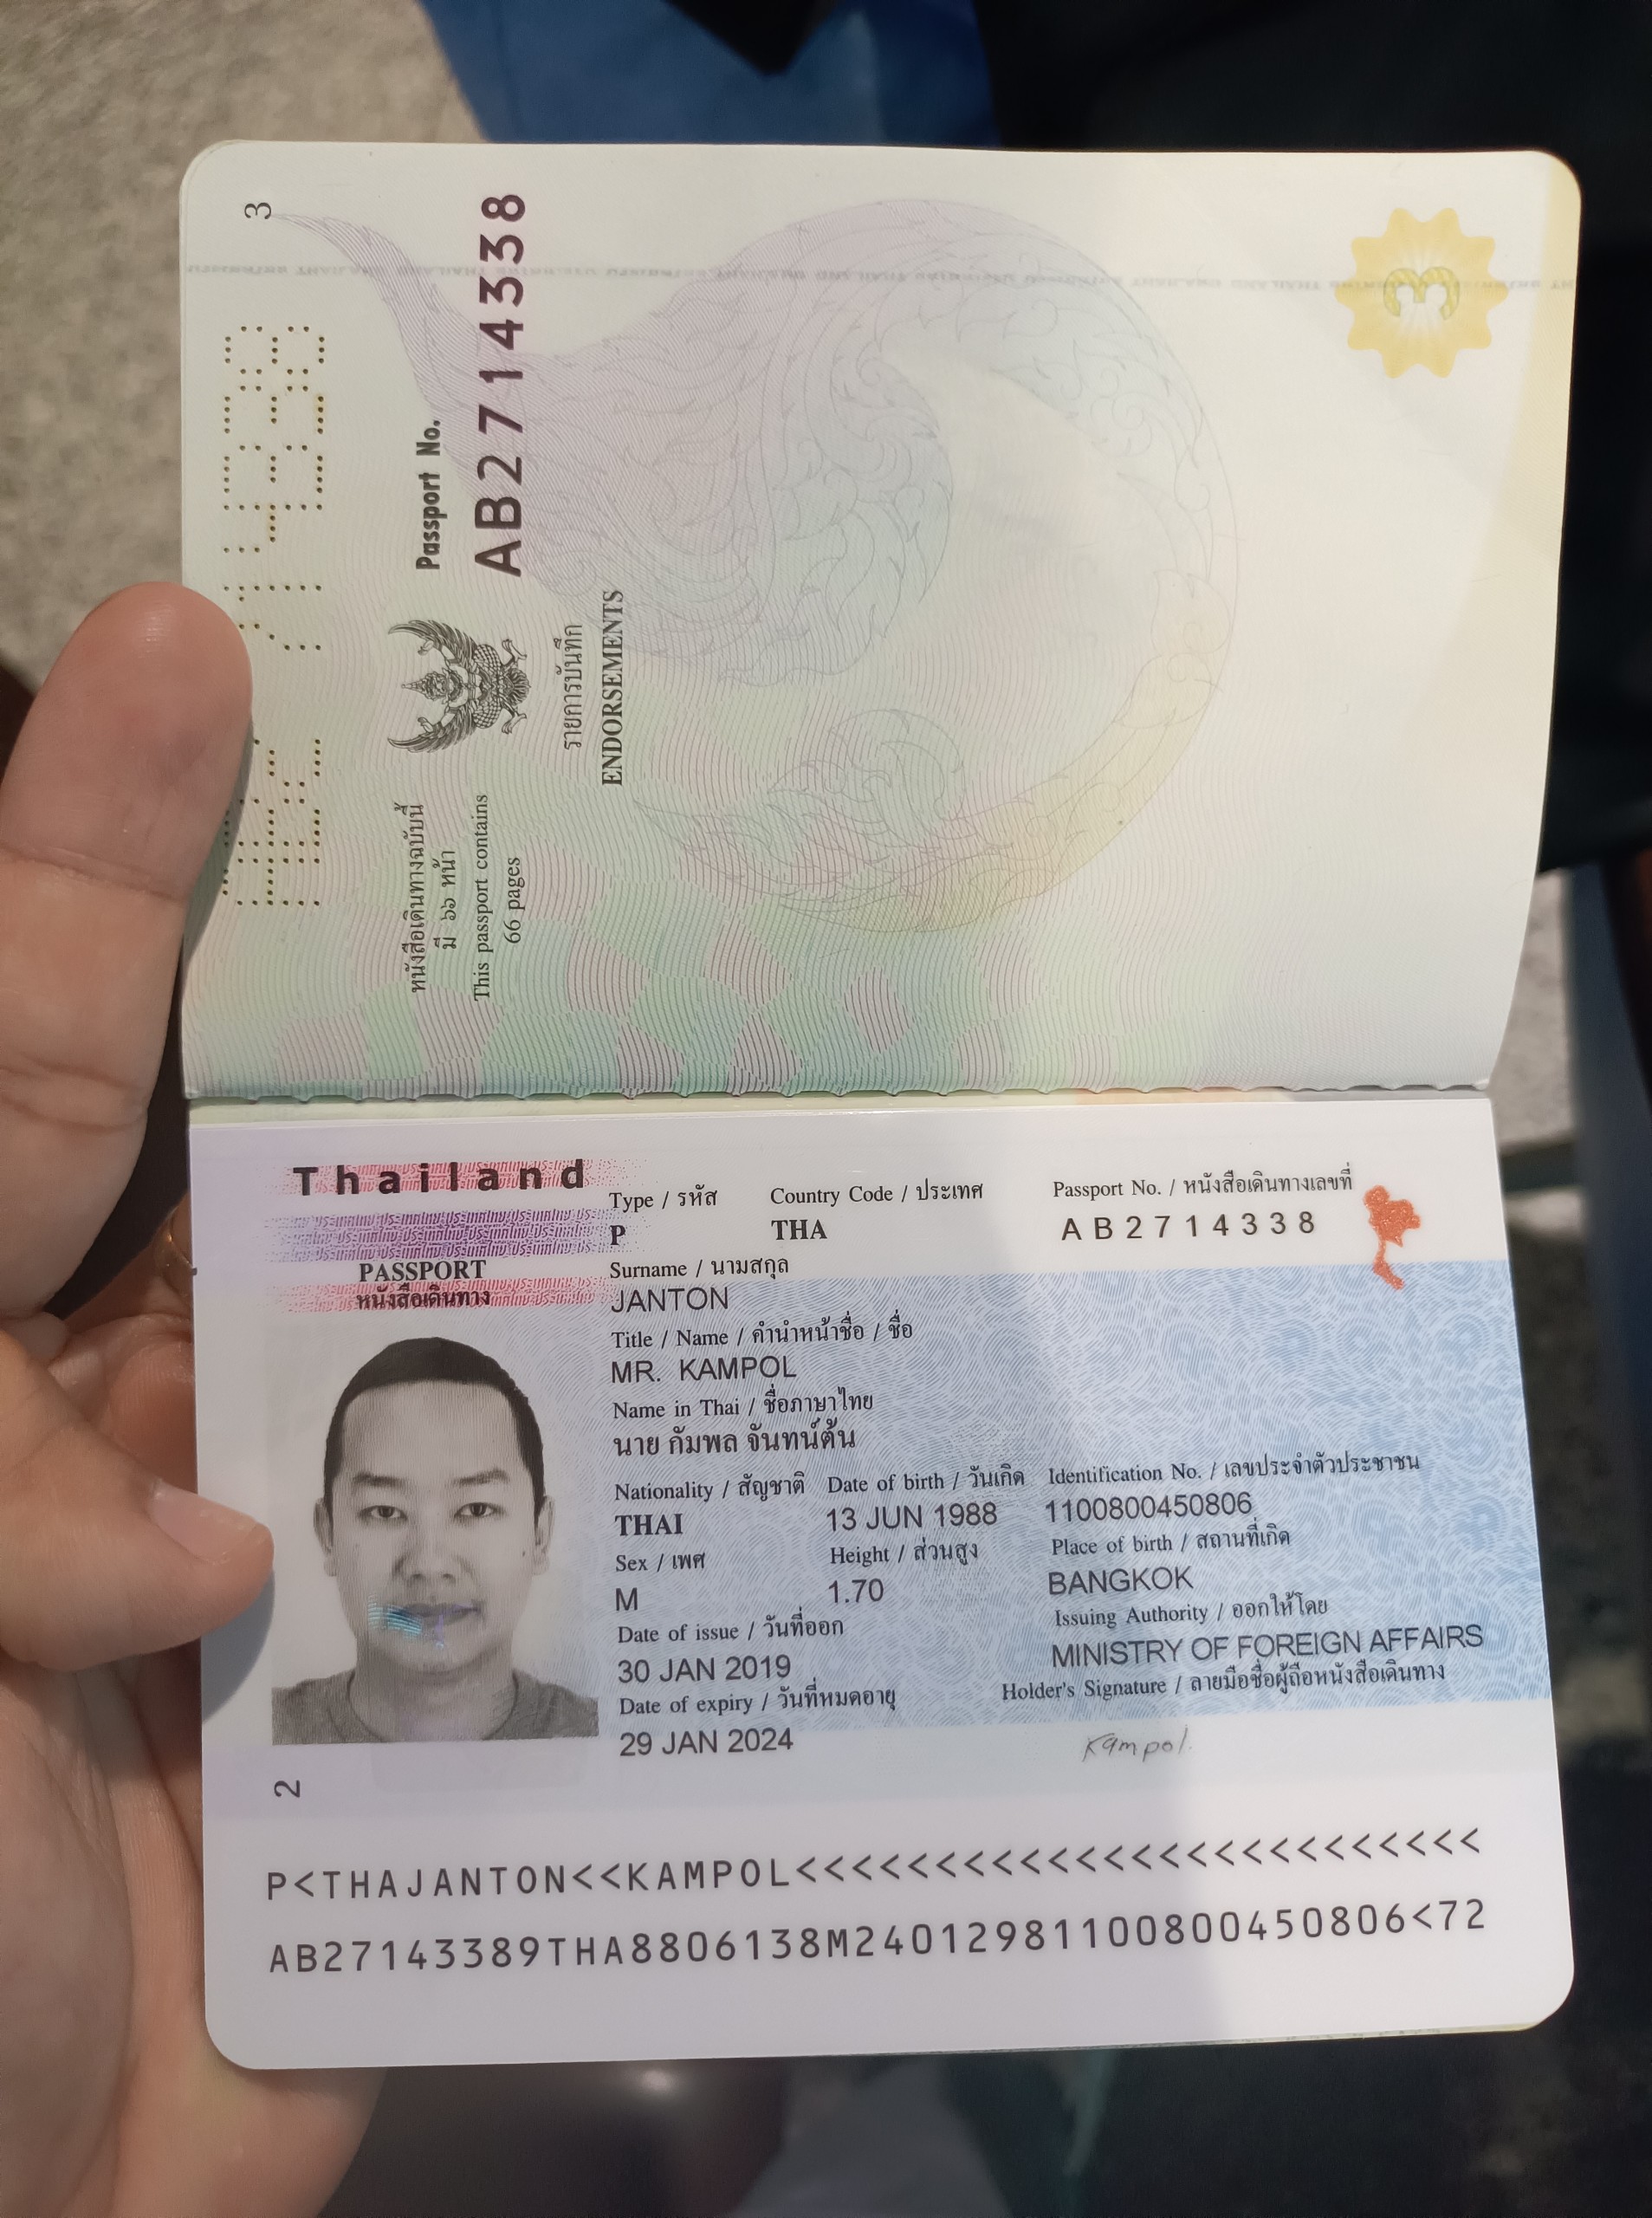 3
Passport No.
AB2714338
หนังสือเดินทางฉบับนี้
มี ๖๖ หน้า
This passport contains
66 pages
รายการบันทึก
ENDORSEMENTS
3
Thailand
PASSPORT
หนังสือเดินทาง
Type / รหัส
P
Country Code / ประเทศ
THA
Passport No. / หนังสือเดินทางเลขที่
AB2714338
Surname / นามสกุล
JANTON
Title / Name / คำนำหน้าชื่อ / ชื่อ
MR. KAMPOL
Name in Thai / ชื่อภาษาไทย
นาย กัมพล จันทน์ต้น
Nationality / สัญชาติ
THAI
Date of birth / วันเกิด
13 JUN 1988
Identification No. / เลขประจำตัวประชาชน
1100800450806
Sex / เพศ
M
Height / ส่วนสูง
1.70
Place of birth / สถานที่เกิด
BANGKOK
Date of issue / วันที่ออก
30 JAN 2019
Issuing Authority / ออกให้โดย
MINISTRY OF FOREIGN AFFAIRS
Date of expiry / วันที่หมดอายุ
29 JAN 2024
Holder's Signature / ลายมือชื่อผู้ถือหนังสือเดินทาง
Kampol.
2
P<THAJANTON<<KAMPOL<<<<<<<<<<<<<<<<<<<<<<<<<
AB27143389THA8806138M24012981100800450806<72